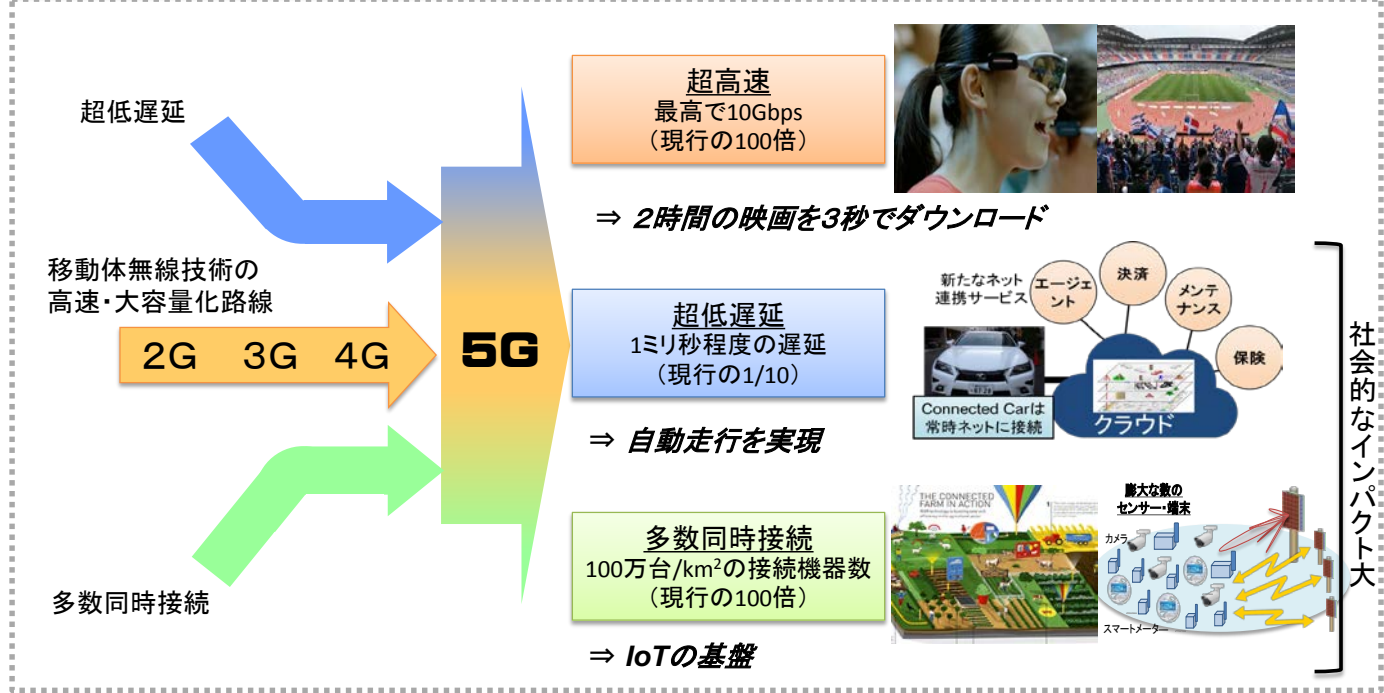 超低遅延
移動体無線技術の
高速・大容量化路線
2G 3G 4G
多数同時接続
5G
超高速
最高で10Gbps
（現行の100倍）
⇒ 2時間の映画を3秒でダウンロード
超低遅延
1ミリ秒程度の遅延
（現行の1/10）
⇒ 自動走行を実現
新たなネット
連携サービス
エージェ
ント
決済
メンテ
ナンス
保険
Connected Carは
常時ネットに接続
クラウド
多数同時接続
100万台/km²の接続機器数
（現行の100倍）
⇒ IoTの基盤
THE CONNECTED
FARM IN ACTION
膨大な数の
センサー・端末
カメラ
スマートメーター
社会的なインパクト大